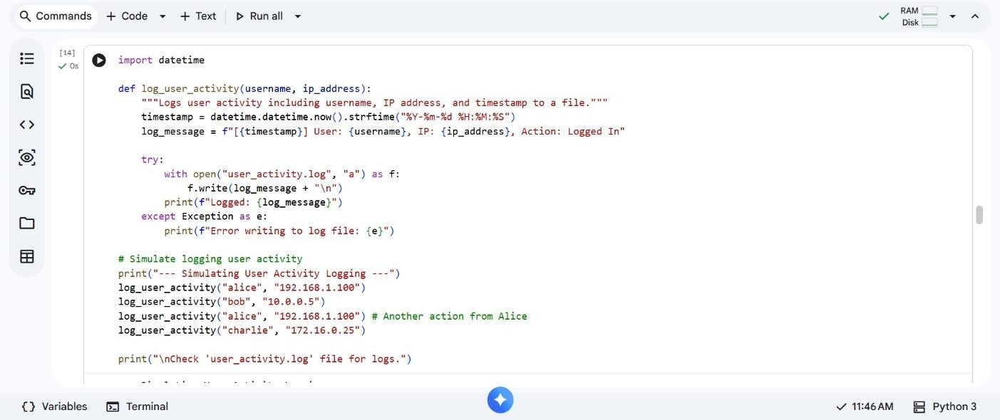 Commands + Code + Text Run all RAM
Disk
[14]
0s
import datetime
def log_user_activity(username, ip_address):
"""Logs user activity including username, IP address, and timestamp to a file."""
timestamp = datetime.datetime.now().strftime("%Y-%m-%d %H:%M:%S")
log_message = f"[{{timestamp}] User: {username}, IP: {ip_address}, Action: Logged In"
try:
with open("user_activity.log", "a") as f:
f.write(log_message + "\n")
print(f"Logged: {log_message}")
except Exception as e:
print(f"Error writing to log file: {e}")
# Simulate logging user activity
print("--- Simulating User Activity Logging ---")
log_user_activity("alice", "192.168.1.100")
log_user_activity("bob", "10.0.0.5")
log_user_activity("alice", "192.168.1.100") # Another action from Alice
log_user_activity("charlie", "172.16.0.25")
print("\nCheck 'user_activity.log' file for logs.")
{} Variables Terminal 11:46 AM Python 3